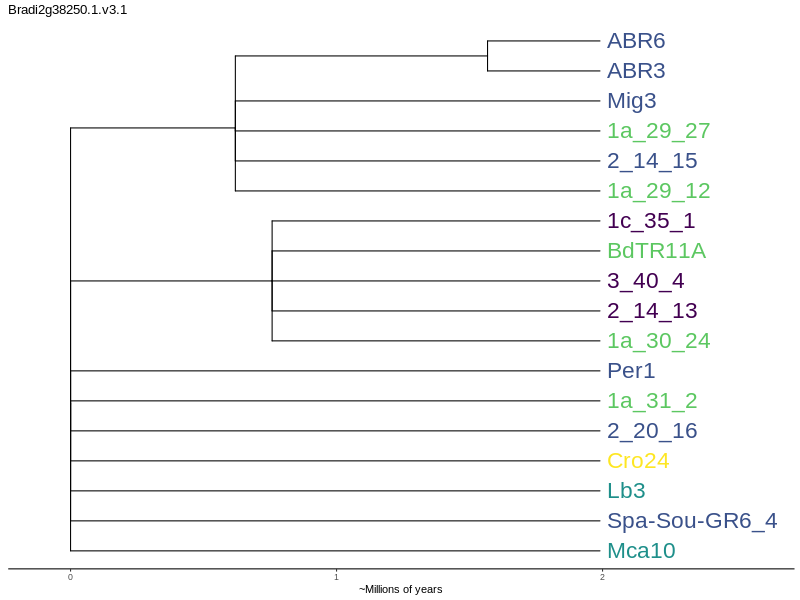 Bradi2g38250.1.v3.1
ABR6
ABR3
Mig3
1a_29_27
2_14_15
1a_29_12
1c_35_1
BdTR11A
3_40_4
2_14_13
1a_30_24
Per1
1a_31_2
2_20_16
Cro24
Lb3
Spa-Sou-GR6_4
Mca10
0 1 2
~Millions of years